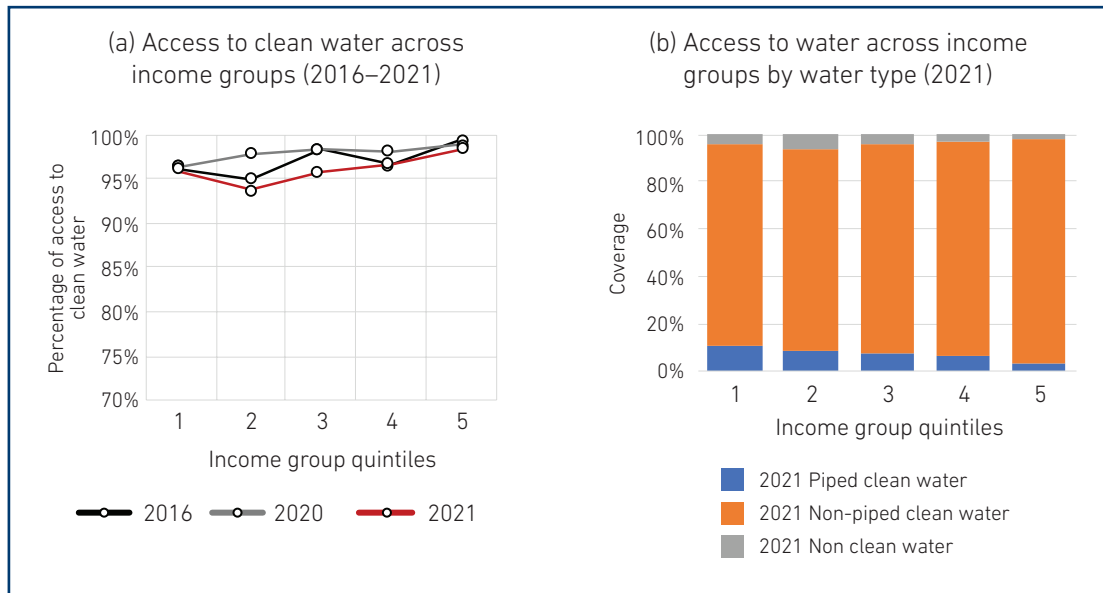 (a) Access to clean water across
income groups (2016–2021)
Percentage of access to
clean water
100%
95%
90%
85%
80%
75%
70%
1 2 3 4 5
Income group quintiles
2016 2020 2021
(b) Access to water across income
groups by water type (2021)
Coverage
100%
80%
60%
40%
20%
0%
1 2 3 4 5
Income group quintiles
2021 Piped clean water
2021 Non-piped clean water
2021 Non clean water